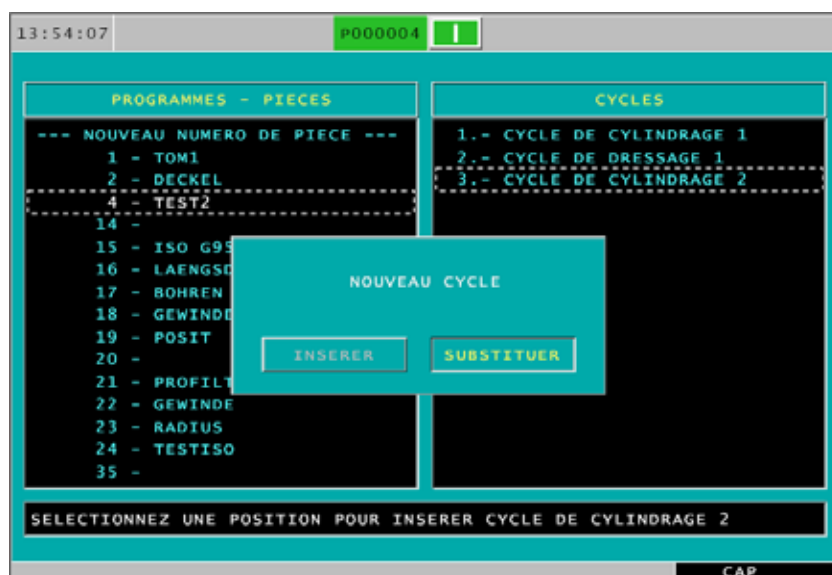 13:54:07 P000004
PROGRAMMES - PIECES
--- NOUVEAU NUMERO DE PIECE ---
1 - TOM1
2 - DECKEL
4 - TEST2
14 -
15 - ISO G95
16 - LAENGSD
17 - BOHREN
18 - GEWINDE
19 - POSIT
20 -
21 - PROFILT
22 - GEWINDE
23 - RADIUS
24 - TESTISO
35 -
CYCLES
1.- CYCLE DE CYLINDRAGE 1
2.- CYCLE DE DRESSAGE 1
3.- CYCLE DE CYLINDRAGE 2
NOUVEAU CYCLE
INSERER SUBSTITUER
SELECTIONNEZ UNE POSITION POUR INSERER CYCLE DE CYLINDRAGE 2
CAP